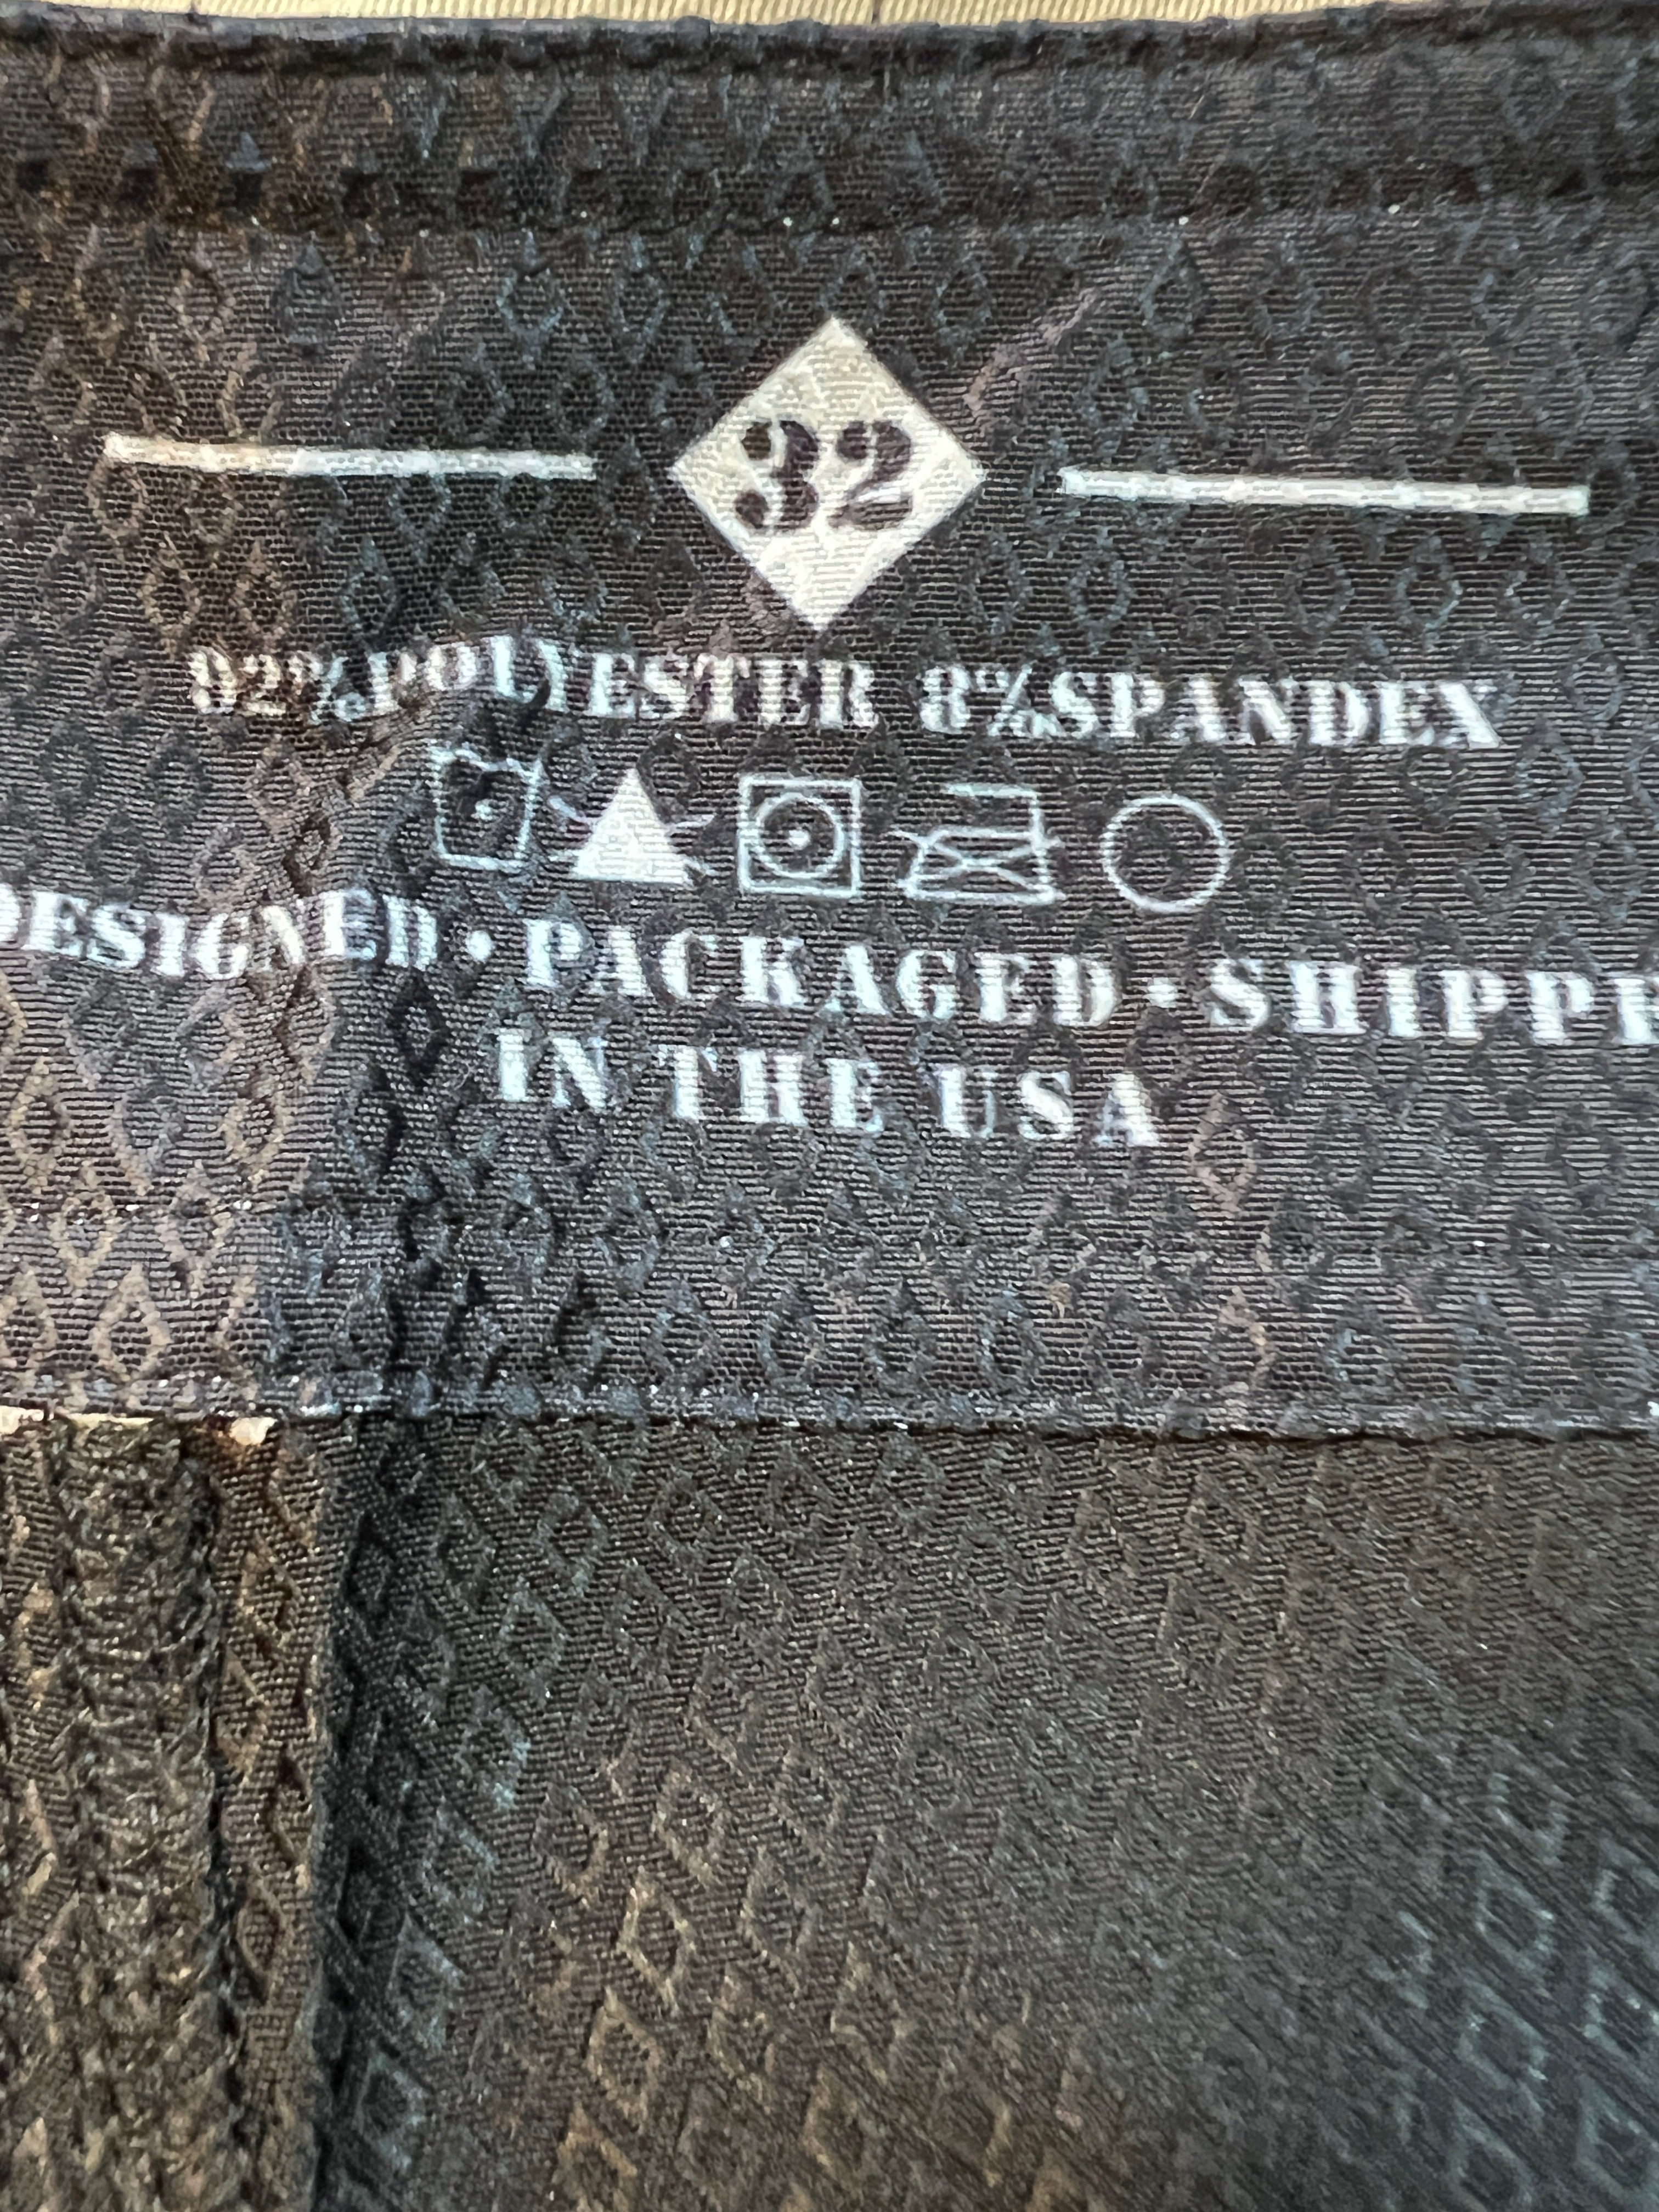 32
92%POLYESTER 8%SPANDEX
DESIGNED • PACKAGED • SHIPPE
IN THE USA